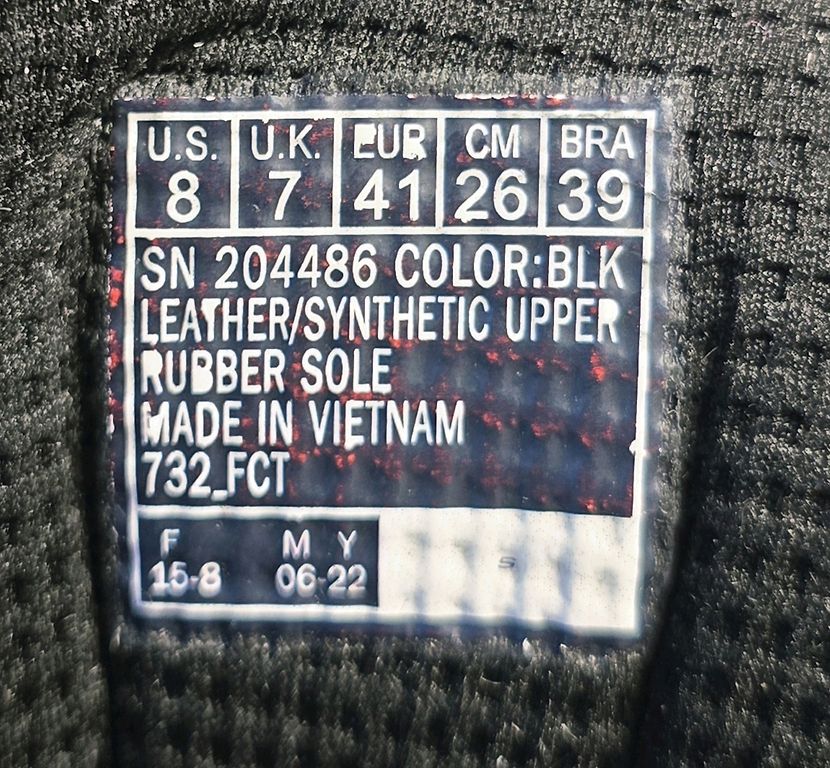 U.S. U.K. EUR CM BRA
8 7 41 26 39
SN 204486 COLOR:BLK
LEATHER/SYNTHETIC UPPER
RUBBER SOLE
MADE IN VIETNAM
732_FCT
F M Y
15-8 06-22
S